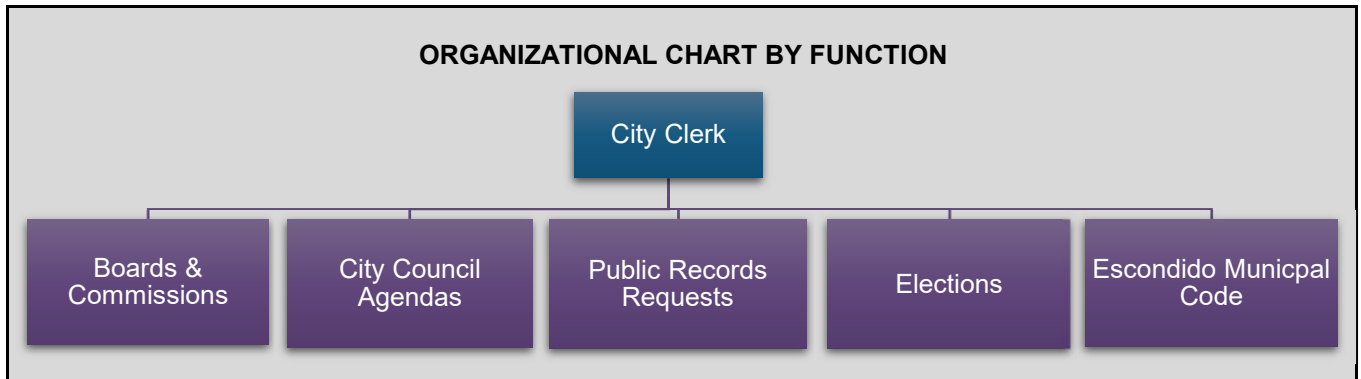 ORGANIZATIONAL CHART BY FUNCTION
City Clerk
Boards &
Commissions
City Council
Agendas
Public Records
Requests
Elections
Escondido Municpal
Code